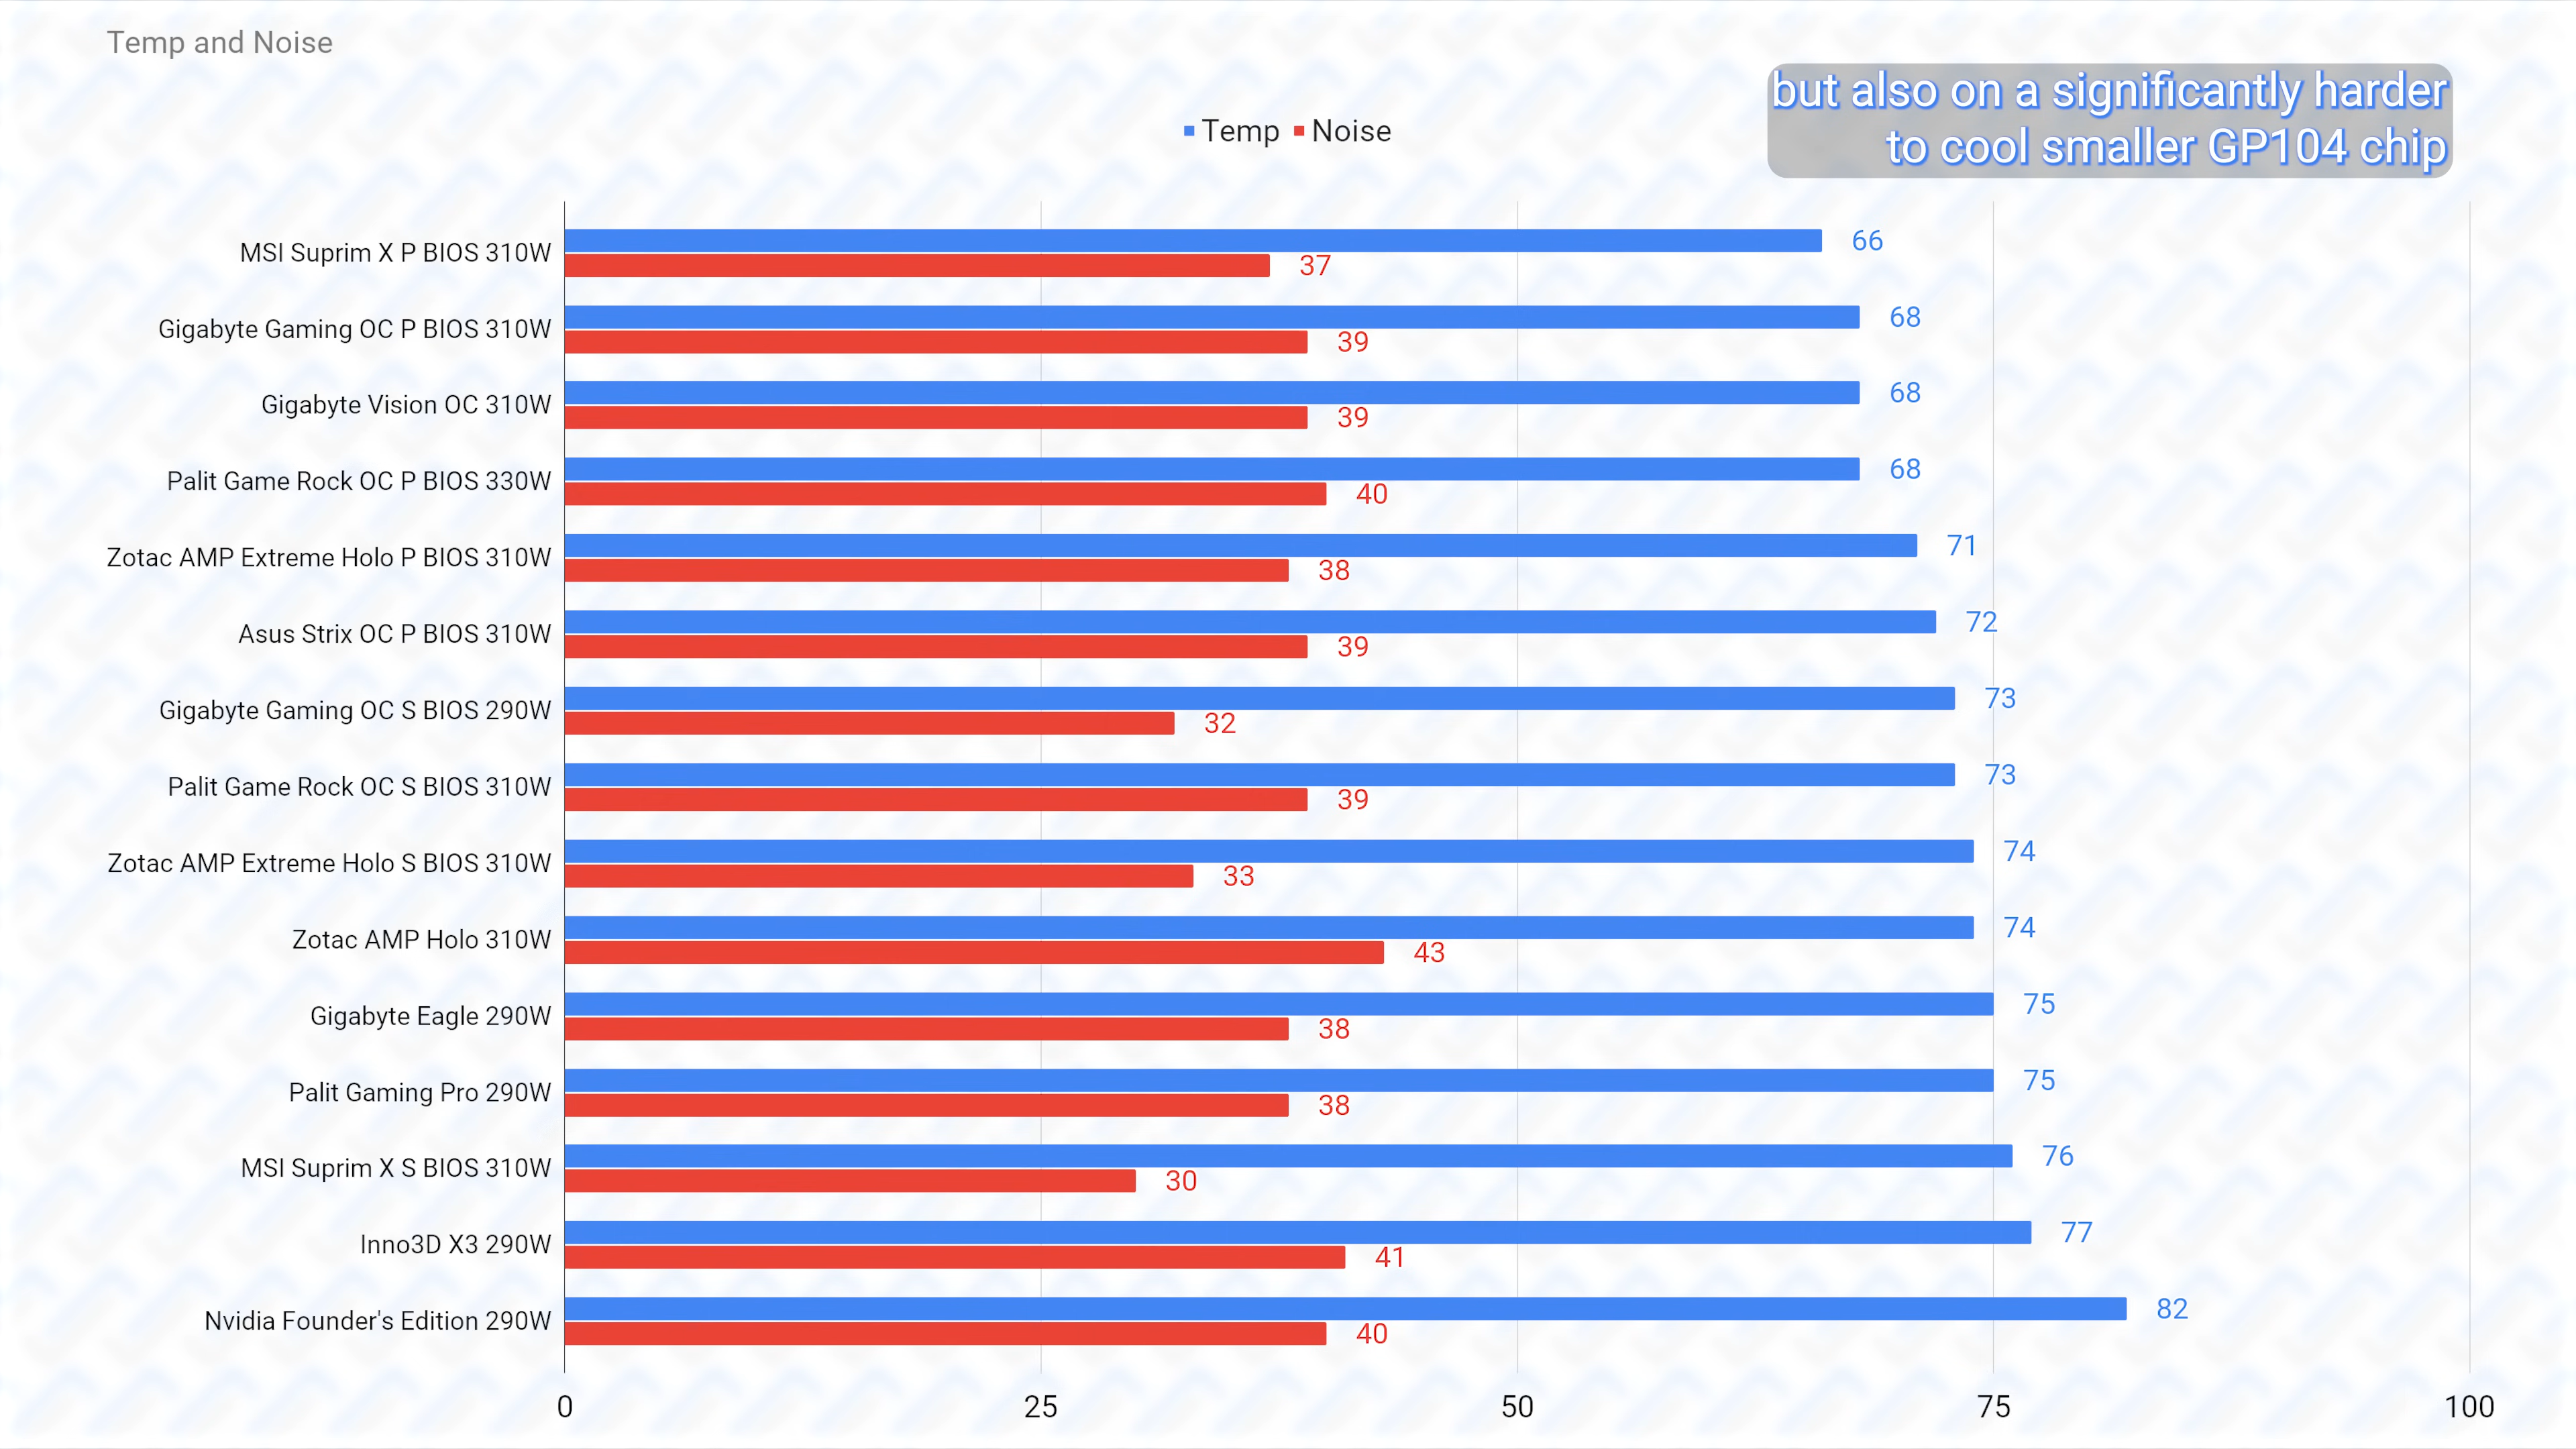 Temp and Noise
but also on a significantly harder
to cool smaller GP104 chip
Temp Noise
MSI Suprim X P BIOS 310W 66
37
Gigabyte Gaming OC P BIOS 310W 68
39
Gigabyte Vision OC 310W 68
39
Palit Game Rock OC P BIOS 330W 68
40
Zotac AMP Extreme Holo P BIOS 310W 71
38
Asus Strix OC P BIOS 310W 72
39
Gigabyte Gaming OC S BIOS 290W 73
32
Palit Game Rock OC S BIOS 310W 73
39
Zotac AMP Extreme Holo S BIOS 310W 74
33
Zotac AMP Holo 310W 74
43
Gigabyte Eagle 290W 75
38
Palit Gaming Pro 290W 75
38
MSI Suprim X S BIOS 310W 76
30
Inno3D X3 290W 77
41
Nvidia Founder's Edition 290W 82
40
0 25 50 75 100